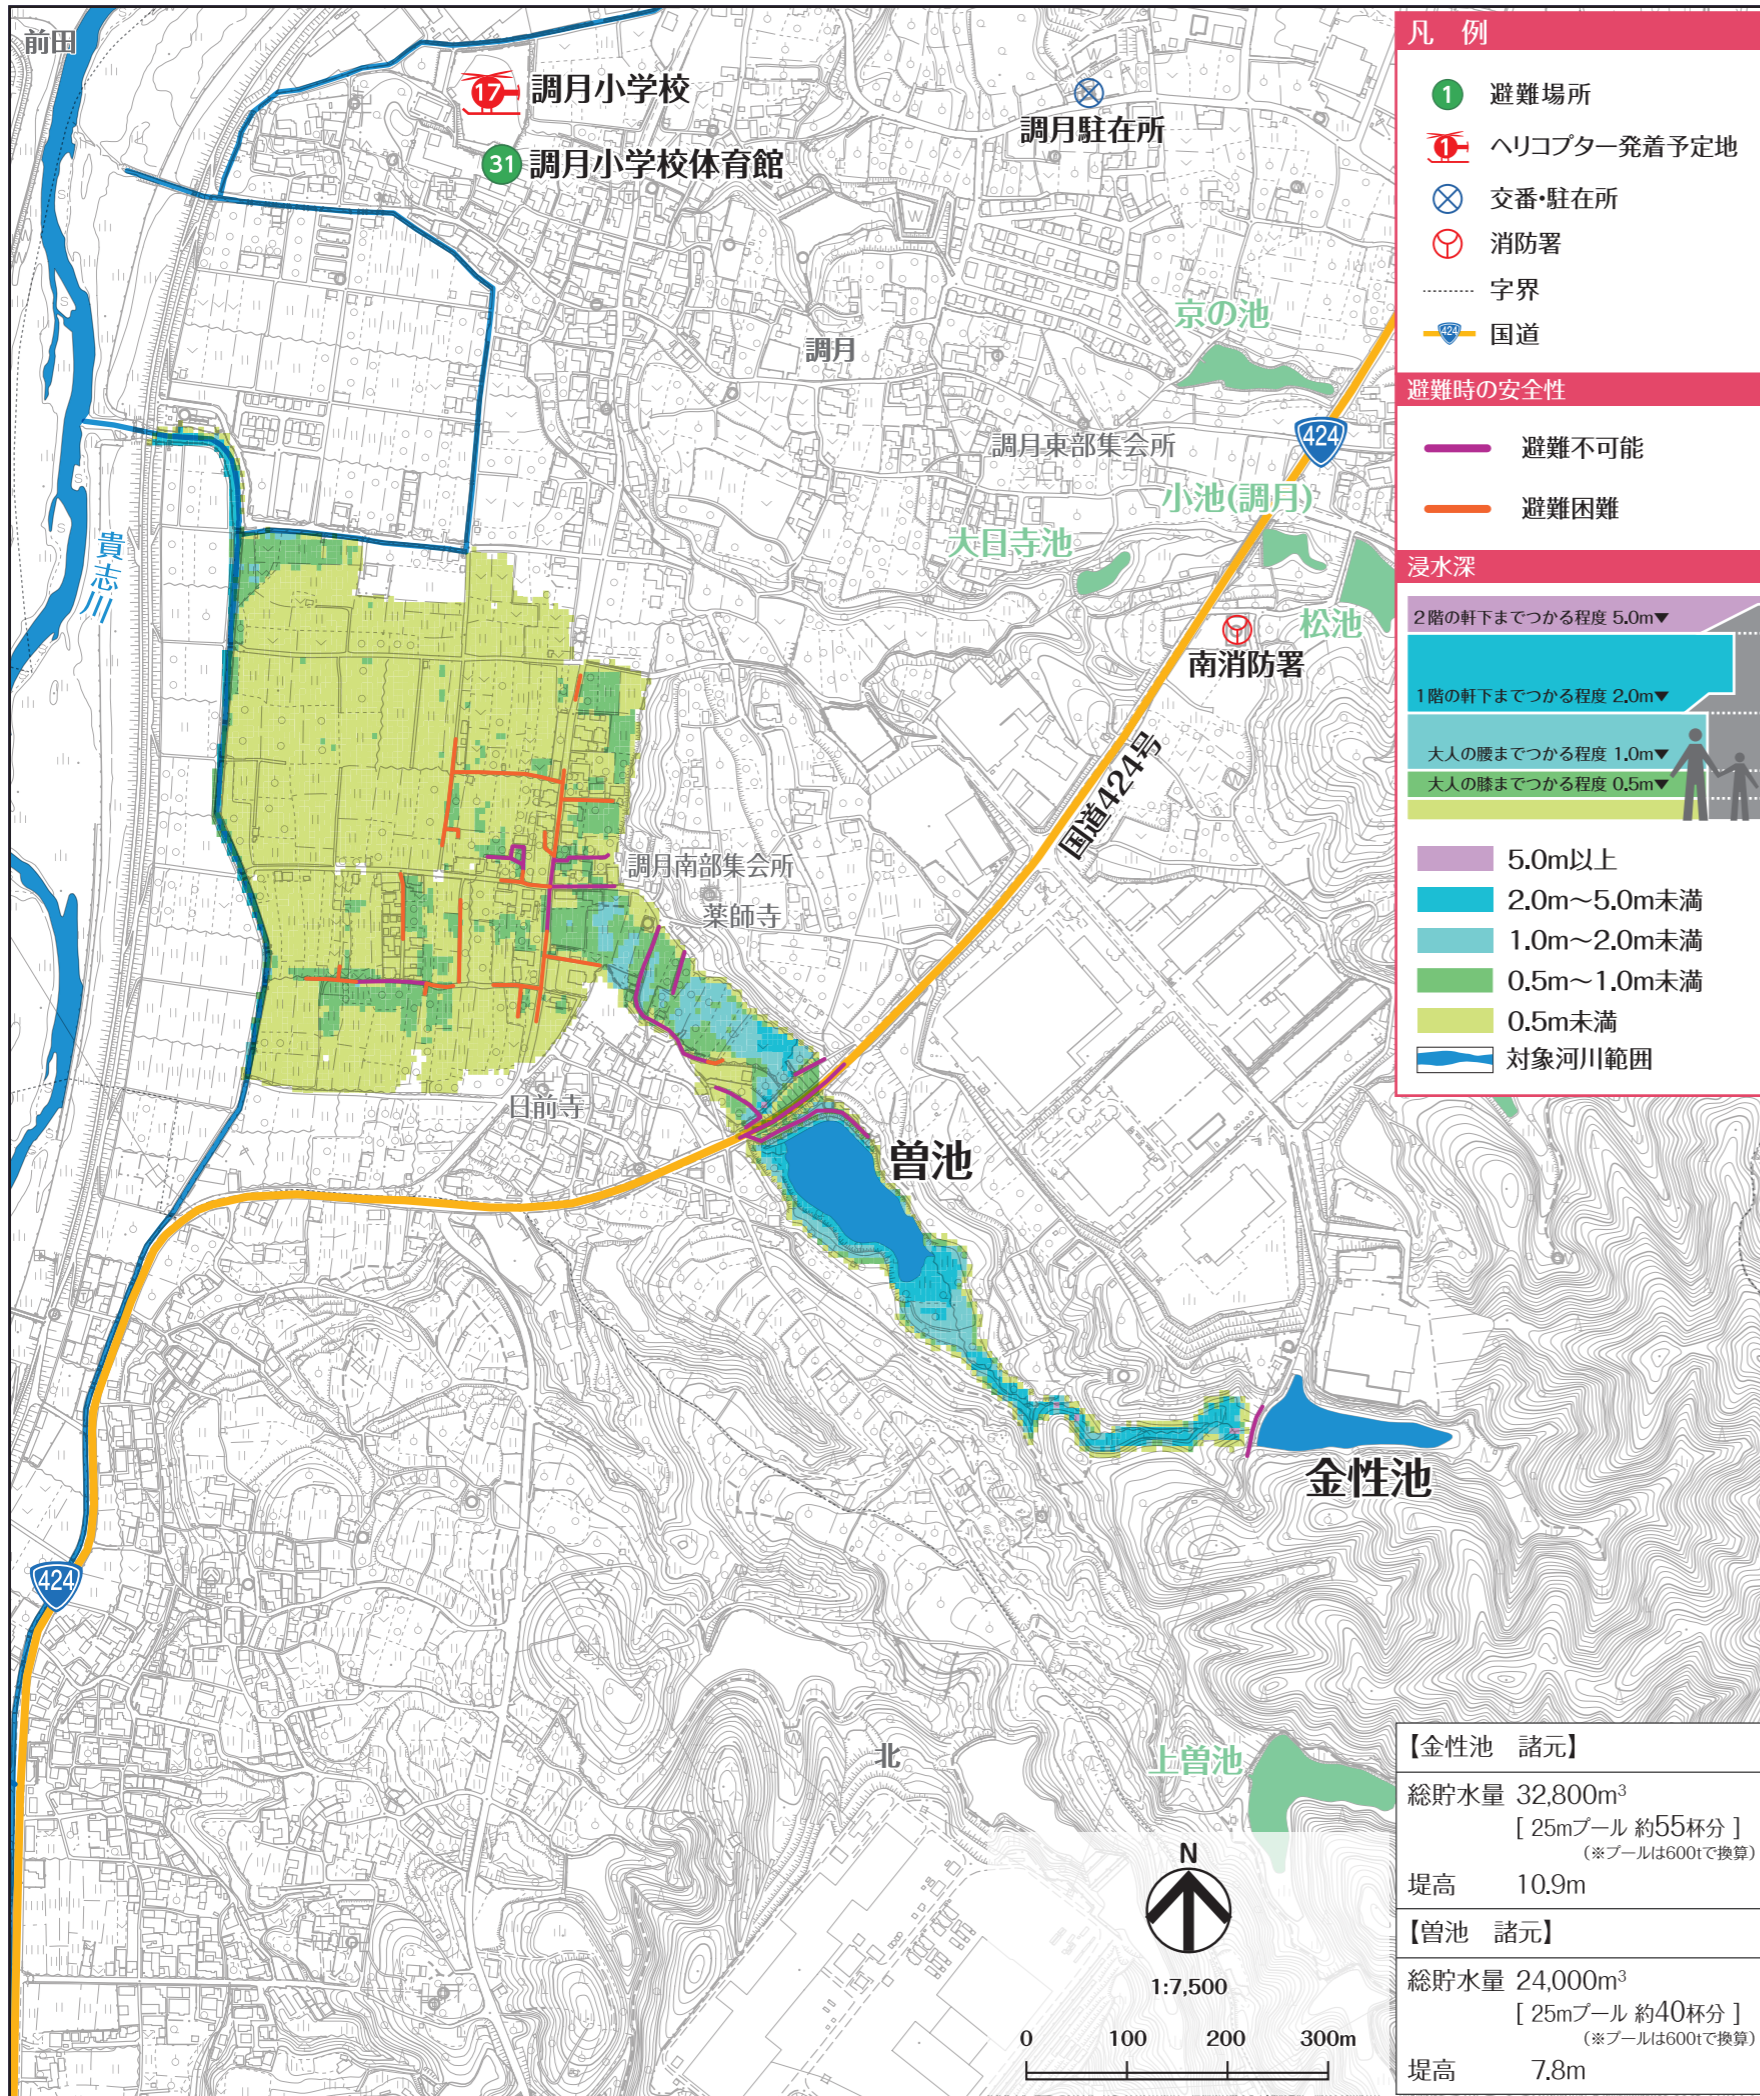 前田
17 調月小学校
31 調月小学校体育館
調月駐在所
京の池
調月
424
調月東部集会所
小池(調月)
大日寺池
松池
南消防署
貴志川
国道424号
調月南部集会所
薬師寺
日前寺
曽池
金性池
424
北
上曽池
N
1:7,500
0 100 200 300m
凡 例
1 避難場所
1 ヘリコプター発着予定地
交番・駐在所
消防署
字界
424 国道
避難時の安全性
避難不可能
避難困難
浸水深
2階の軒下までつかる程度 5.0m▼
1階の軒下までつかる程度 2.0m▼
大人の腰までつかる程度 1.0m▼
大人の膝までつかる程度 0.5m▼
5.0m以上
2.0m〜5.0m未満
1.0m〜2.0m未満
0.5m〜1.0m未満
0.5m未満
対象河川範囲
【金性池 諸元】
総貯水量 32,800m³
[ 25mプール 約55杯分 ]
(※プールは600tで換算)
堤高 10.9m
【曽池 諸元】
総貯水量 24,000m³
[ 25mプール 約40杯分 ]
(※プールは600tで換算)
堤高 7.8m